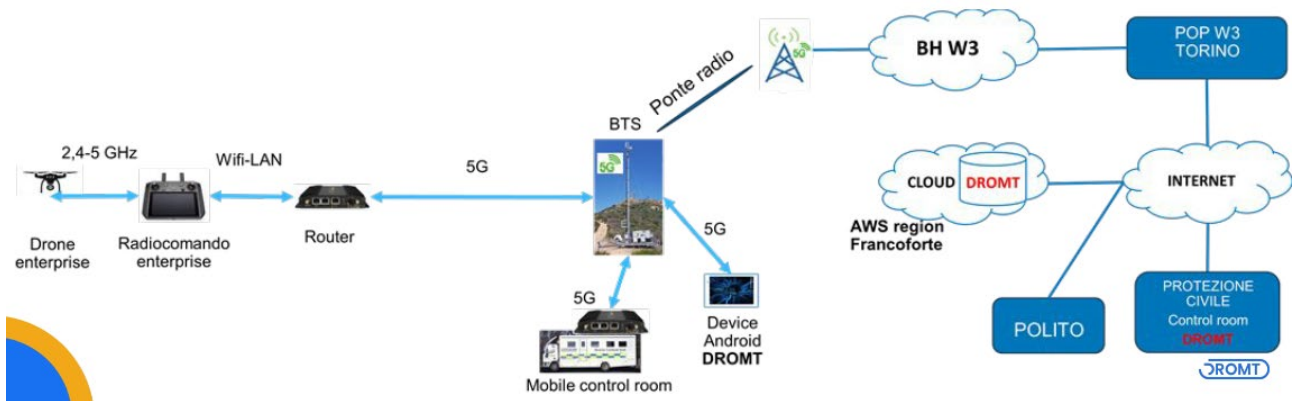 2,4-5 GHz
Drone
enterprise
Wifi-LAN
Radiocomando
enterprise
Router
5G
BTS
5G
Ponte radio
5G
BH W3
POP W3
TORINO
5G
Mobile control room
5G
Device
Android
DROMT
CLOUD
DROMT
AWS region
Francoforte
INTERNET
POLITO
PROTEZIONE
CIVILE
Control room
DROMT
DROMT